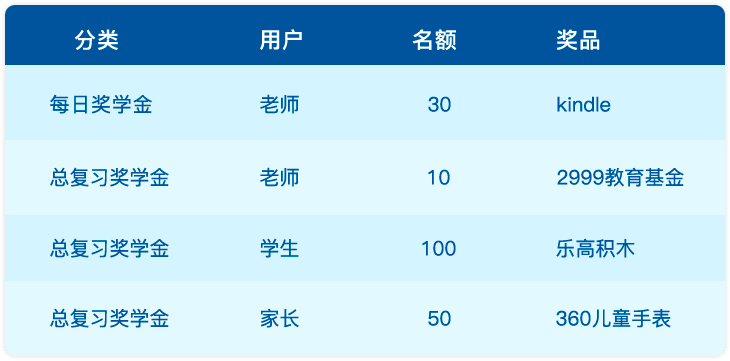 分类 用户 名额 奖品
每日奖学金 老师 30 kindle
总复习奖学金 老师 10 2999教育基金
总复习奖学金 学生 100 乐高积木
总复习奖学金 家长 50 360儿童手表